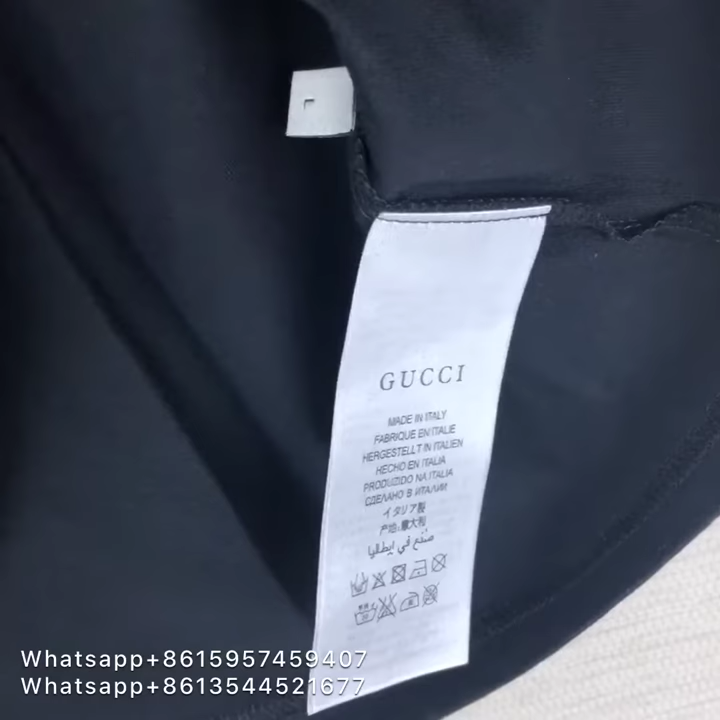 L
GUCCI
MADE IN ITALY
FABRIQUE EN ITALIE
HERGESTELLT IN ITALIEN
HECHO EN ITALIA
PRODUZIDO NA ITALIA
СДЕЛАНО В ИТАЛИИ
イタリア製
产地:意大利
صنع في ايطاليا
Whatsapp+8615957459407
Whatsapp+8613544521677